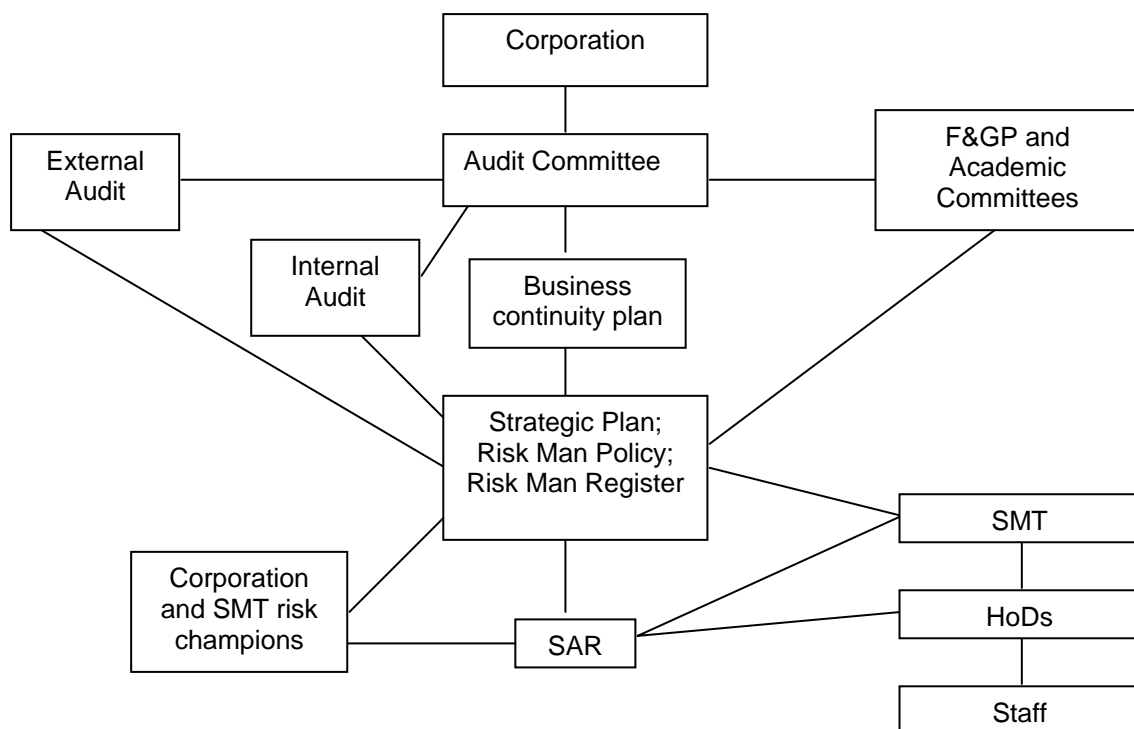 Corporation
External
Audit
Audit Committee
F&GP and
Academic
Committees
Internal
Audit
Business
continuity plan
Strategic Plan;
Risk Man Policy;
Risk Man Register
SMT
Corporation
and SMT risk
champions
SAR
HoDs
Staff